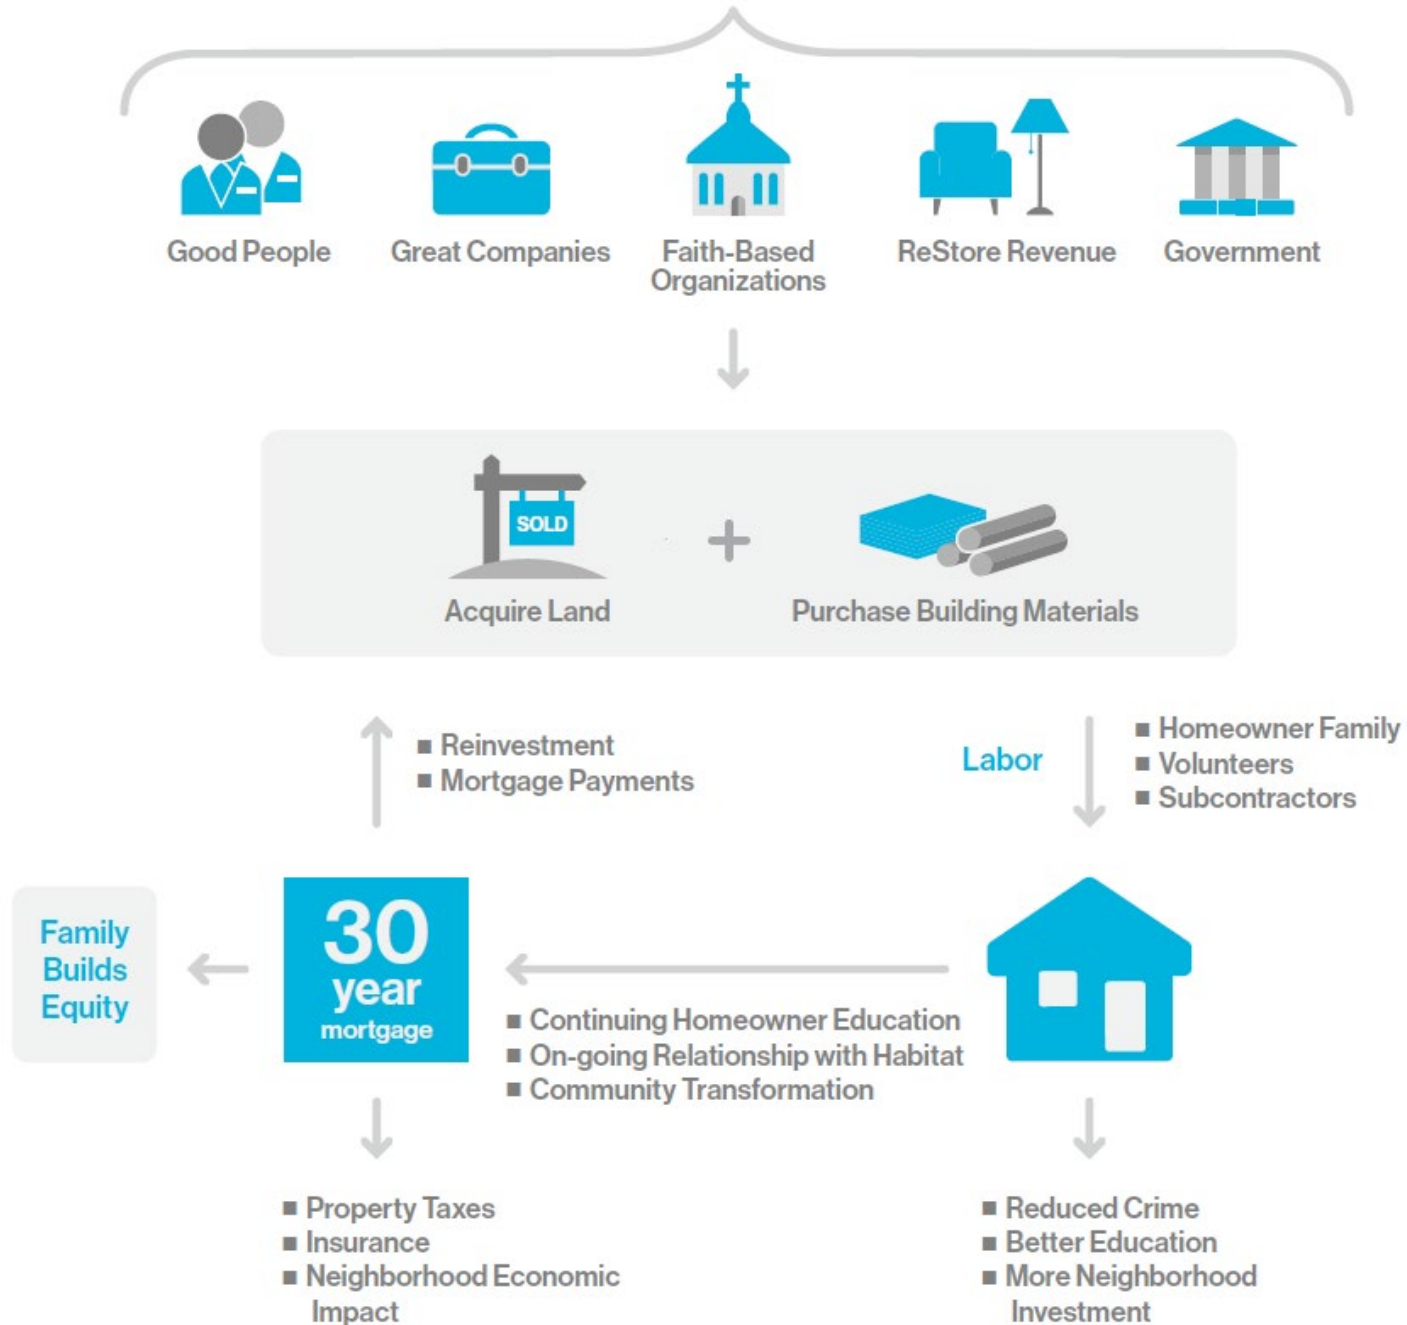 Good People
Great Companies
Faith-Based
Organizations
ReStore Revenue
Government
SOLD
Acquire Land
+
Purchase Building Materials
■ Reinvestment
■ Mortgage Payments
Labor
■ Homeowner Family
■ Volunteers
■ Subcontractors
Family
Builds
Equity
30
year
mortgage
■ Continuing Homeowner Education
■ On-going Relationship with Habitat
■ Community Transformation
■ Property Taxes
■ Insurance
■ Neighborhood Economic
Impact
■ Reduced Crime
■ Better Education
■ More Neighborhood
Investment